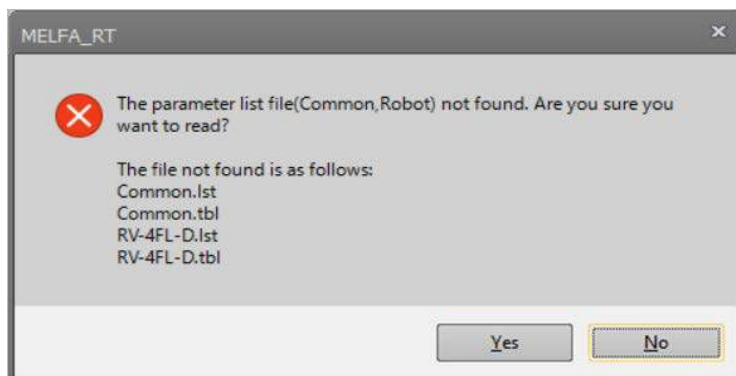 MELFA_RT
The parameter list file(Common,Robot) not found. Are you sure you
want to read?
The file not found is as follows:
Common.lst
Common.tbl
RV-4FL-D.lst
RV-4FL-D.tbl
Yes
No